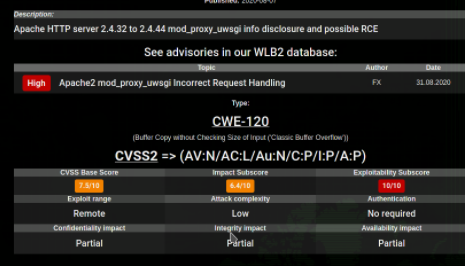 Published: 2020-08-07
Description:
Apache HTTP server 2.4.32 to 2.4.44 mod_proxy_uwsgi info disclosure and possible RCE
See advisories in our WLB2 database:
Topic Author Date
High Apache2 mod_proxy_uwsgi Incorrect Request Handling FX 31.08.2020
Type:
CWE-120
(Buffer Copy without Checking Size of Input ('Classic Buffer Overflow'))
CVSS2 => (AV:N/AC:L/Au:N/C:P/I:P/A:P)
CVSS Base Score Impact Subscore Exploitability Subscore
7.5/10 6.4/10 10/10
Exploit range Attack complexity Authentication
Remote Low No required
Confidentiality impact Integrity impact Availability impact
Partial Partial Partial